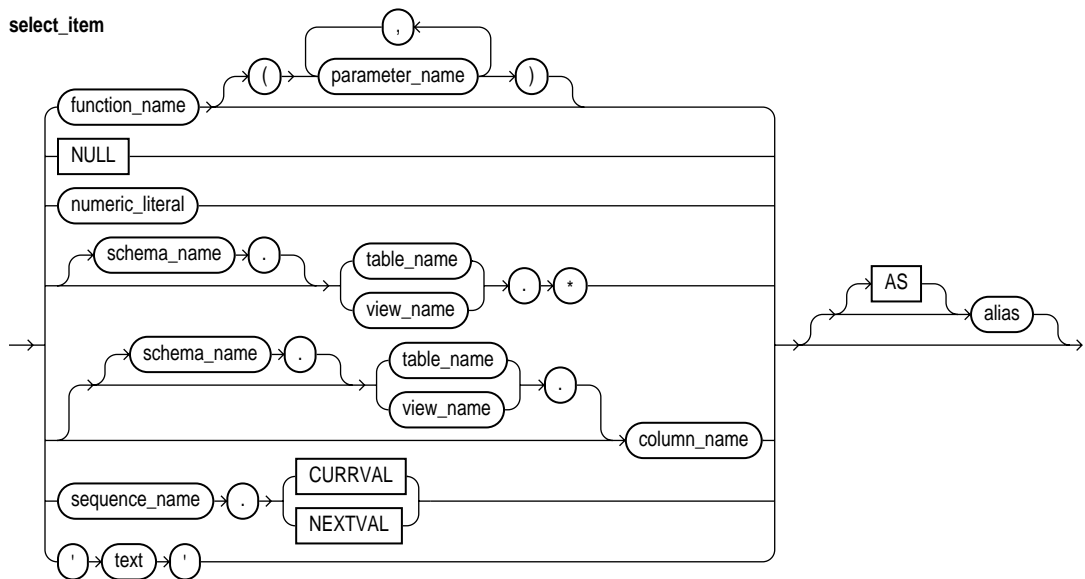 select_item
,
( parameter_name )
function_name
NULL
numeric_literal
schema_name . table_name . *
view_name
AS
alias
schema_name . table_name .
view_name
column_name
sequence_name . CURRVAL
NEXTVAL
' text '